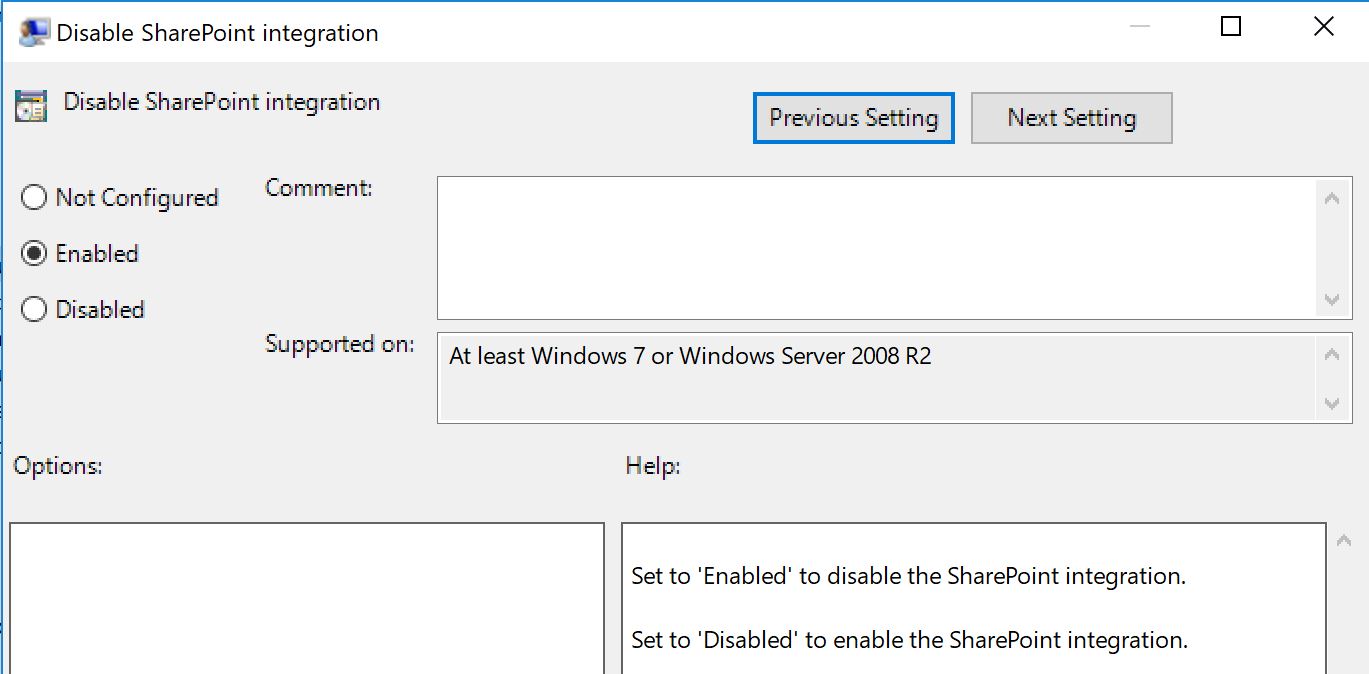 Disable SharePoint integration
Disable SharePoint integration
Previous Setting
Next Setting
Not Configured
Comment:
Enabled
Disabled
Supported on:
At least Windows 7 or Windows Server 2008 R2
Options:
Help:
Set to 'Enabled' to disable the SharePoint integration.
Set to 'Disabled' to enable the SharePoint integration.